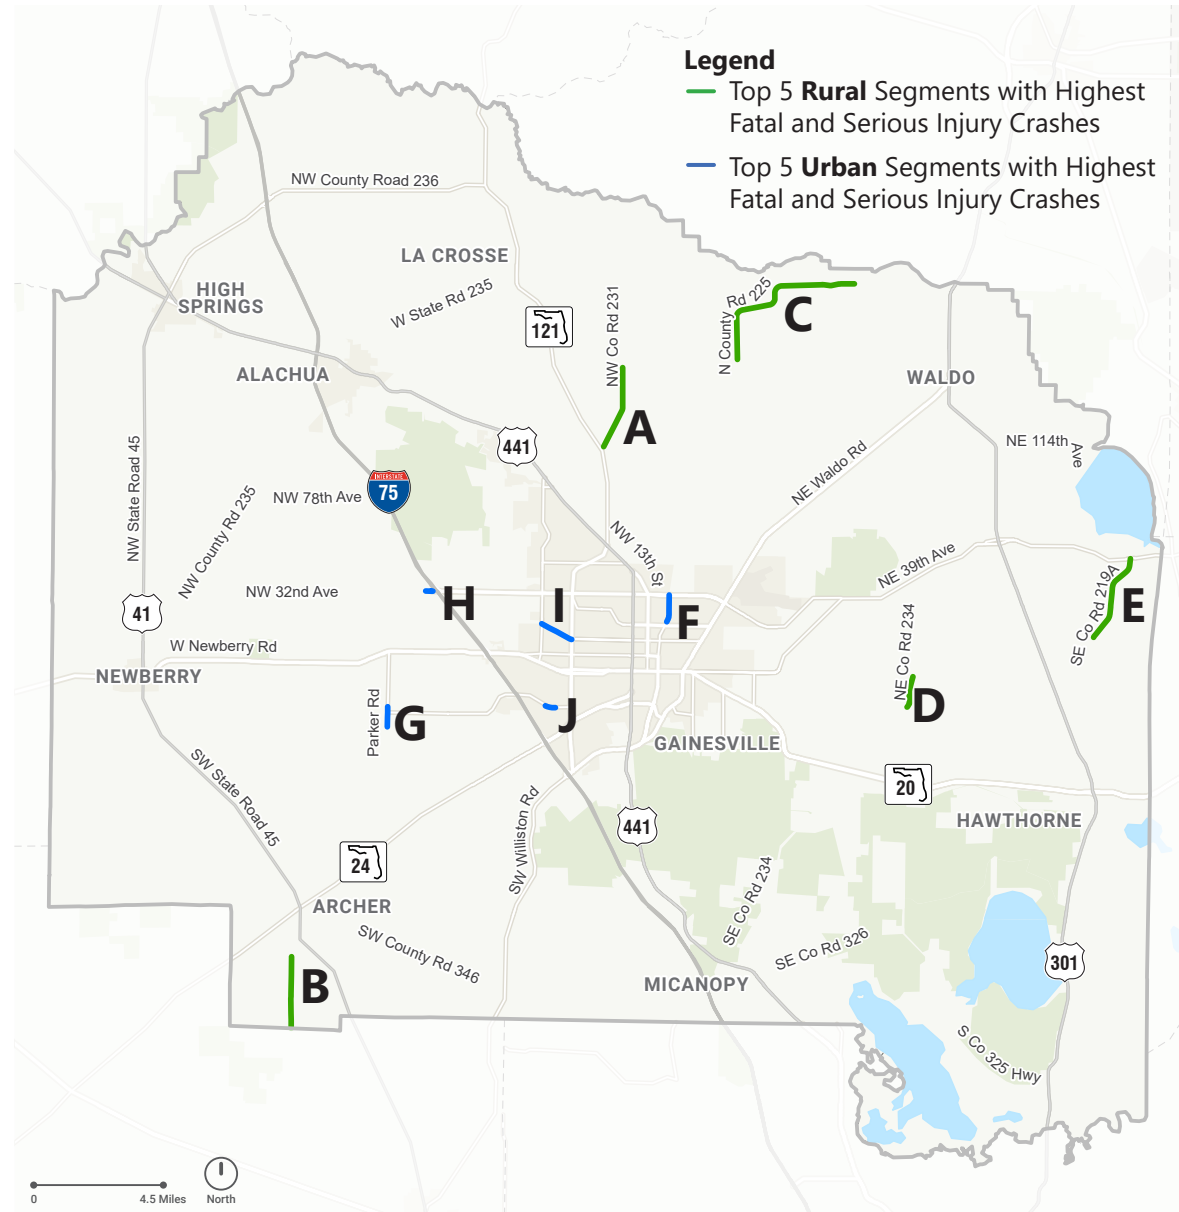 Legend
Top 5 Rural Segments with Highest
Fatal and Serious Injury Crashes
Top 5 Urban Segments with Highest
Fatal and Serious Injury Crashes
NW County Road 236
LA CROSSE
HIGH
SPRINGS
W State Rd 235
121
NW Co Rd 231
N County Rd 225
C
ALACHUA
WALDO
A
441
NE 114th Ave
NW State Road 45
INTERSTATE
75
NW 78th Ave
NE Waldo Rd
NW County Rd 235
NW 13th St
NE 39th Ave
NW 32nd Ave
H
I
F
41
NE Co Rd 234
SE Co Rd 219A
E
W Newberry Rd
NEWBERRY
Parker Rd
G
J
D
GAINESVILLE
SW State Road 45
20
HAWTHORNE
441
SW Williston Rd
24
ARCHER
SE Co Rd 234
SW County Rd 346
SE Co Rd 326
301
B
MICANOPY
S Co 325 Hwy
0
4.5 Miles
North